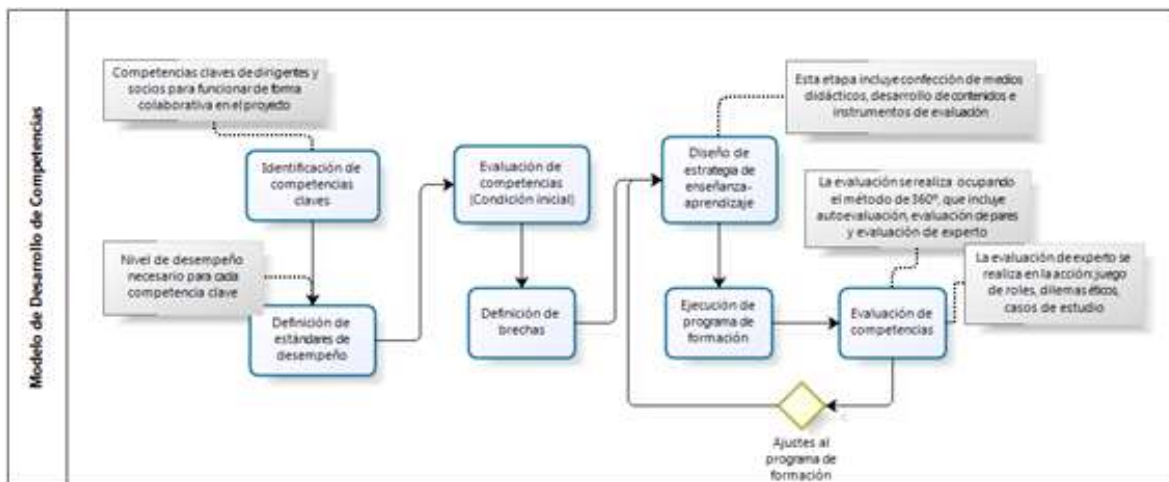 Modelo de Desarrollo de Competencias
Competencias claves de dirigentes y
socios para funcionar de forma
colaborativa en el proyecto
Identificación de
competencias
claves
Nivel de desempeño
necesario para cada
competencia clave
Definición de
estándares de
desempeño
Evaluación de
competencias
(Condición inicial)
Definición de
brechas
Esta etapa incluye confección de medios
didácticos, desarrollo de contenidos e
instrumentos de evaluación
Diseño de
estrategia de
enseñanza-
aprendizaje
Ejecución de
programa de
formación
La evaluación se realiza ocupando
el método de 360º, que incluye
autoevaluación, evaluación de pares
y evaluación de experto
La evaluación de experto se
realiza en la acción: juego
de roles, dilemas éticos,
casos de estudio
Evaluación de
competencias
Ajustes al
programa de
formación